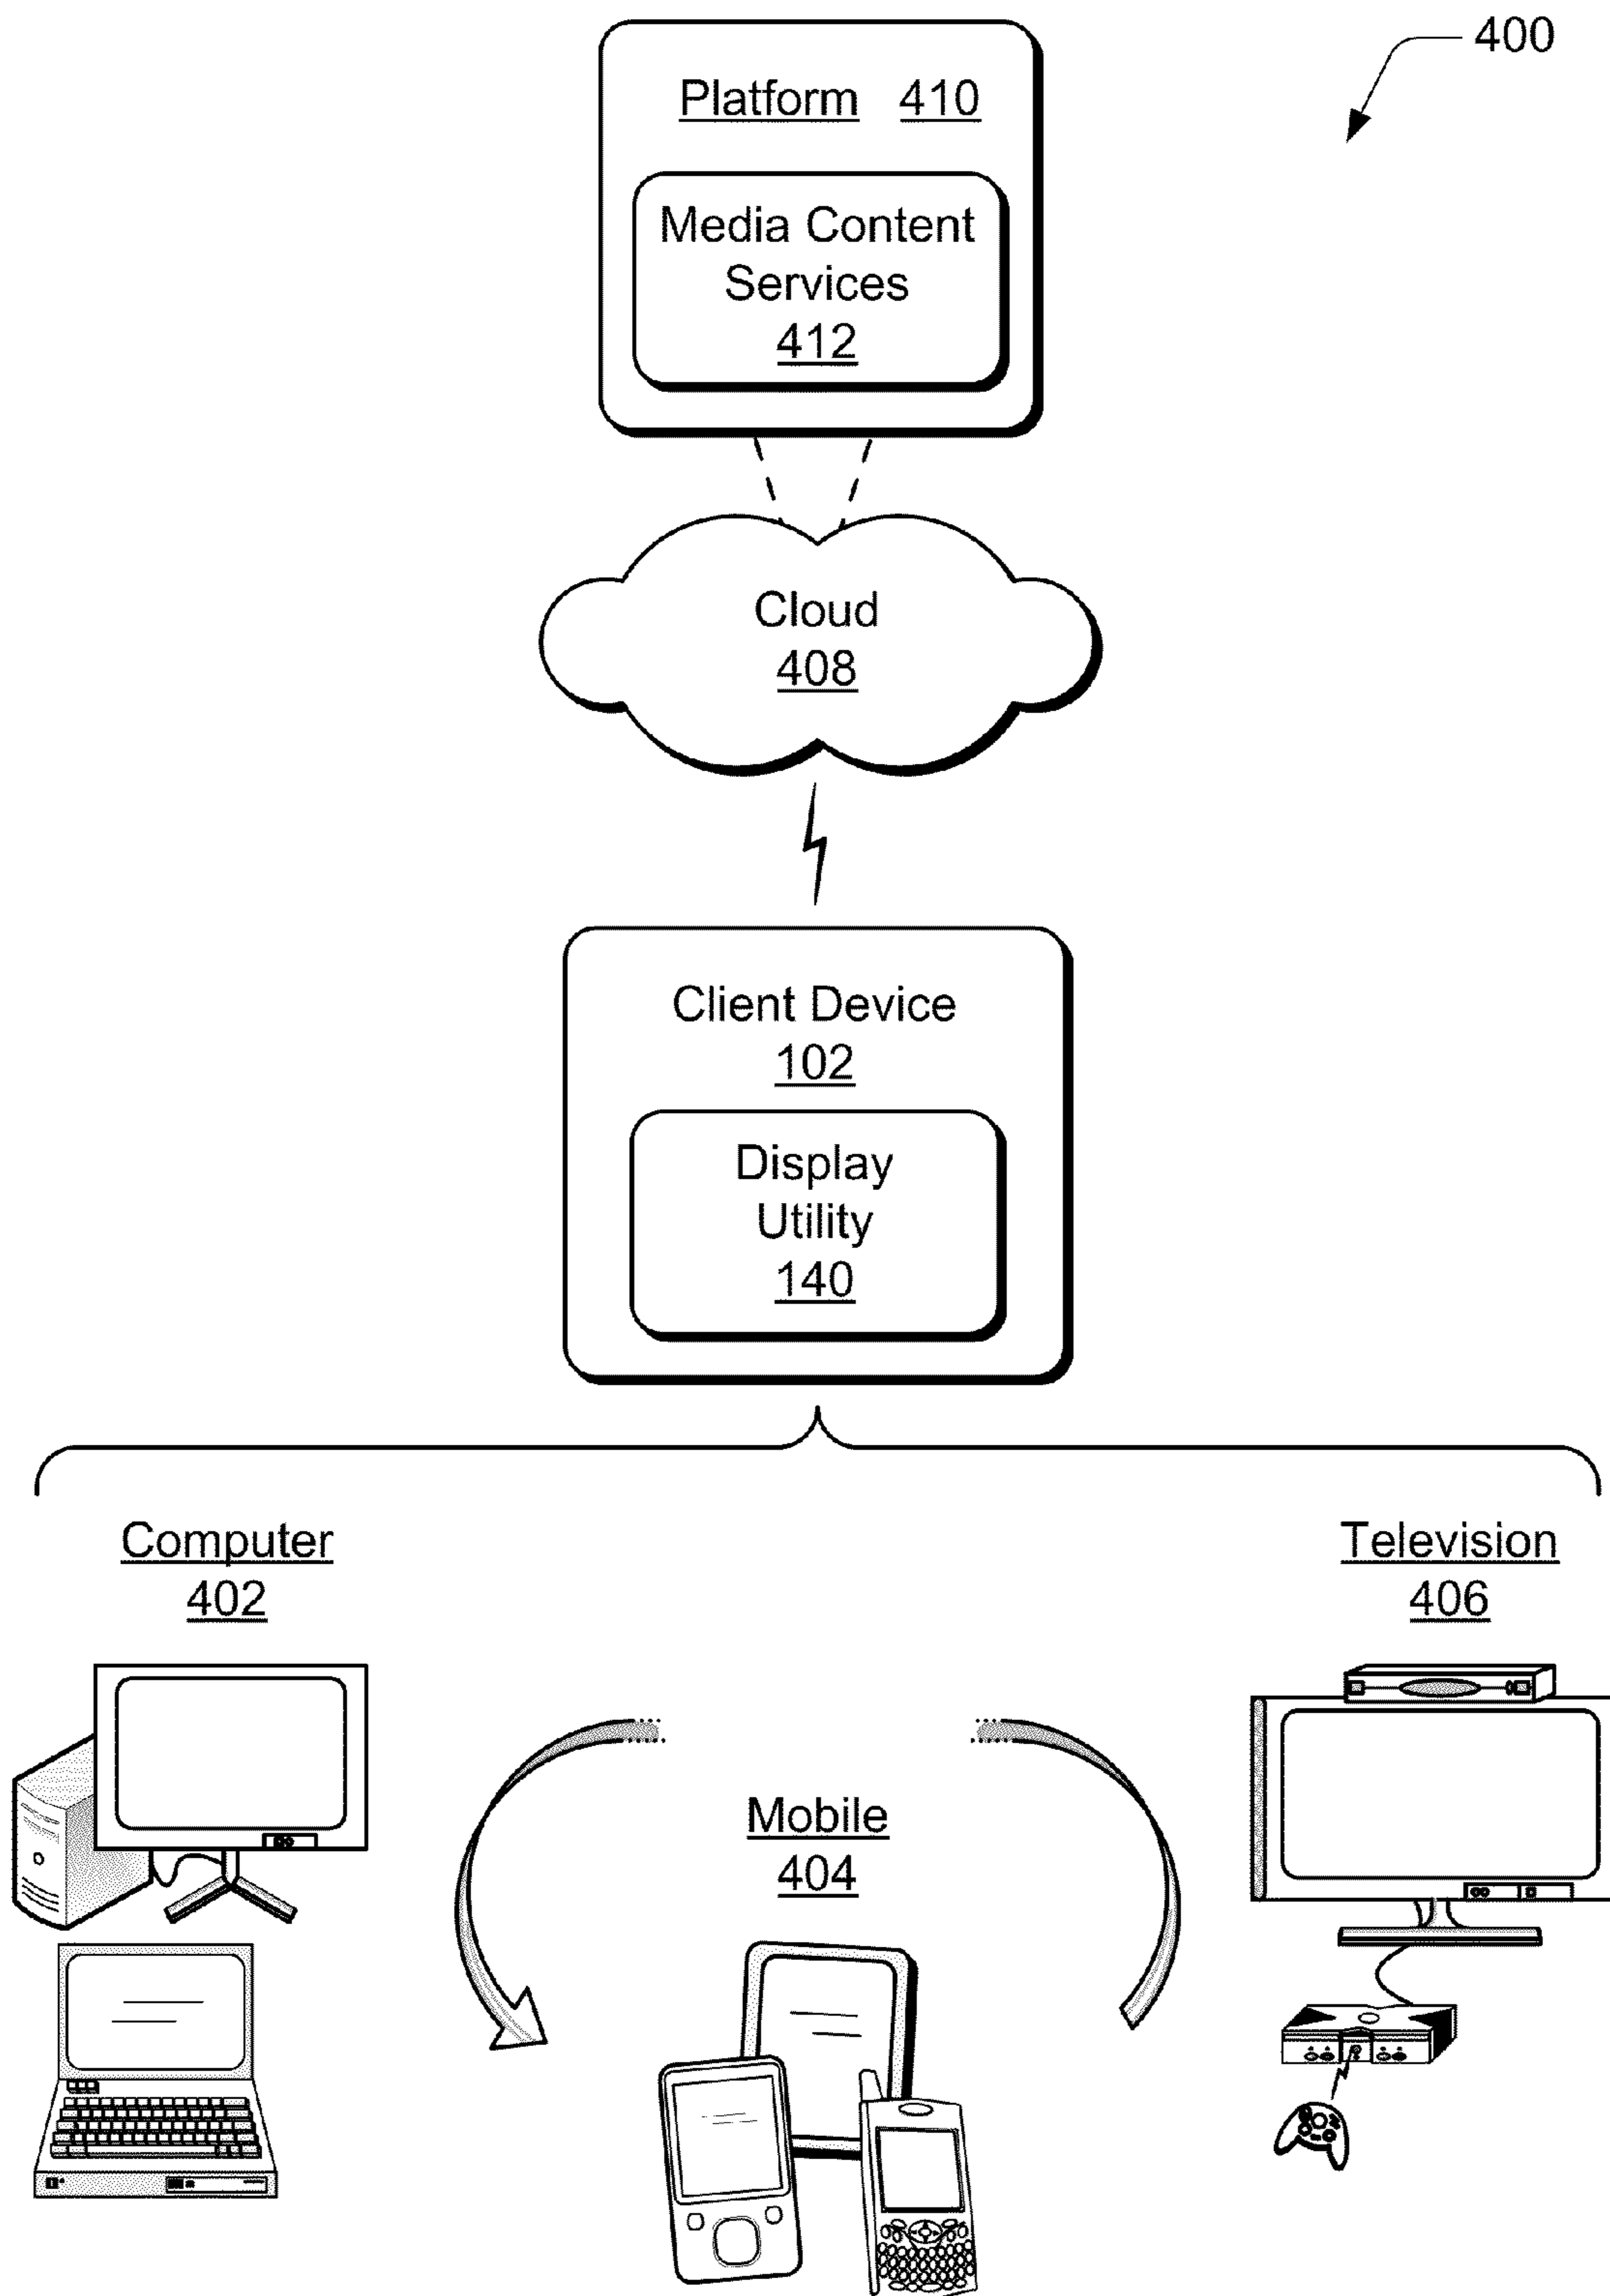 400
Platform 410
Media Content
Services
412
Cloud
408
Client Device
102
Display
Utility
140
Computer
402
Television
406
Mobile
404